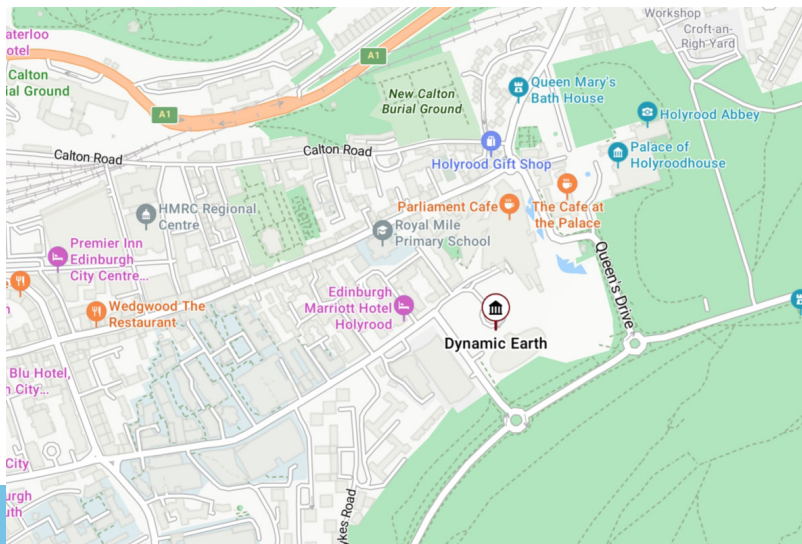 Workshop
Croft-an-
Righ-Yard
aterloo
otel
Calton
ial Ground
A1
A1
New Calton
Burial Ground
Queen Mary's
Bath House
Holyrood Abbey
Calton Road
Calton Road
Holyrood Gift Shop
Palace of
Holyroodhouse
HMRC Regional
Centre
Parliament Cafe
The Cafe at
the Palace
Royal Mile
Primary School
Premier Inn
Edinburgh
City Centre...
Queen's Drive
Wedgwood The
Restaurant
Edinburgh
Marriott Hotel
Holyrood
Dynamic Earth
Blu Hotel,
n City...
City
urgh
uth
ykes Road